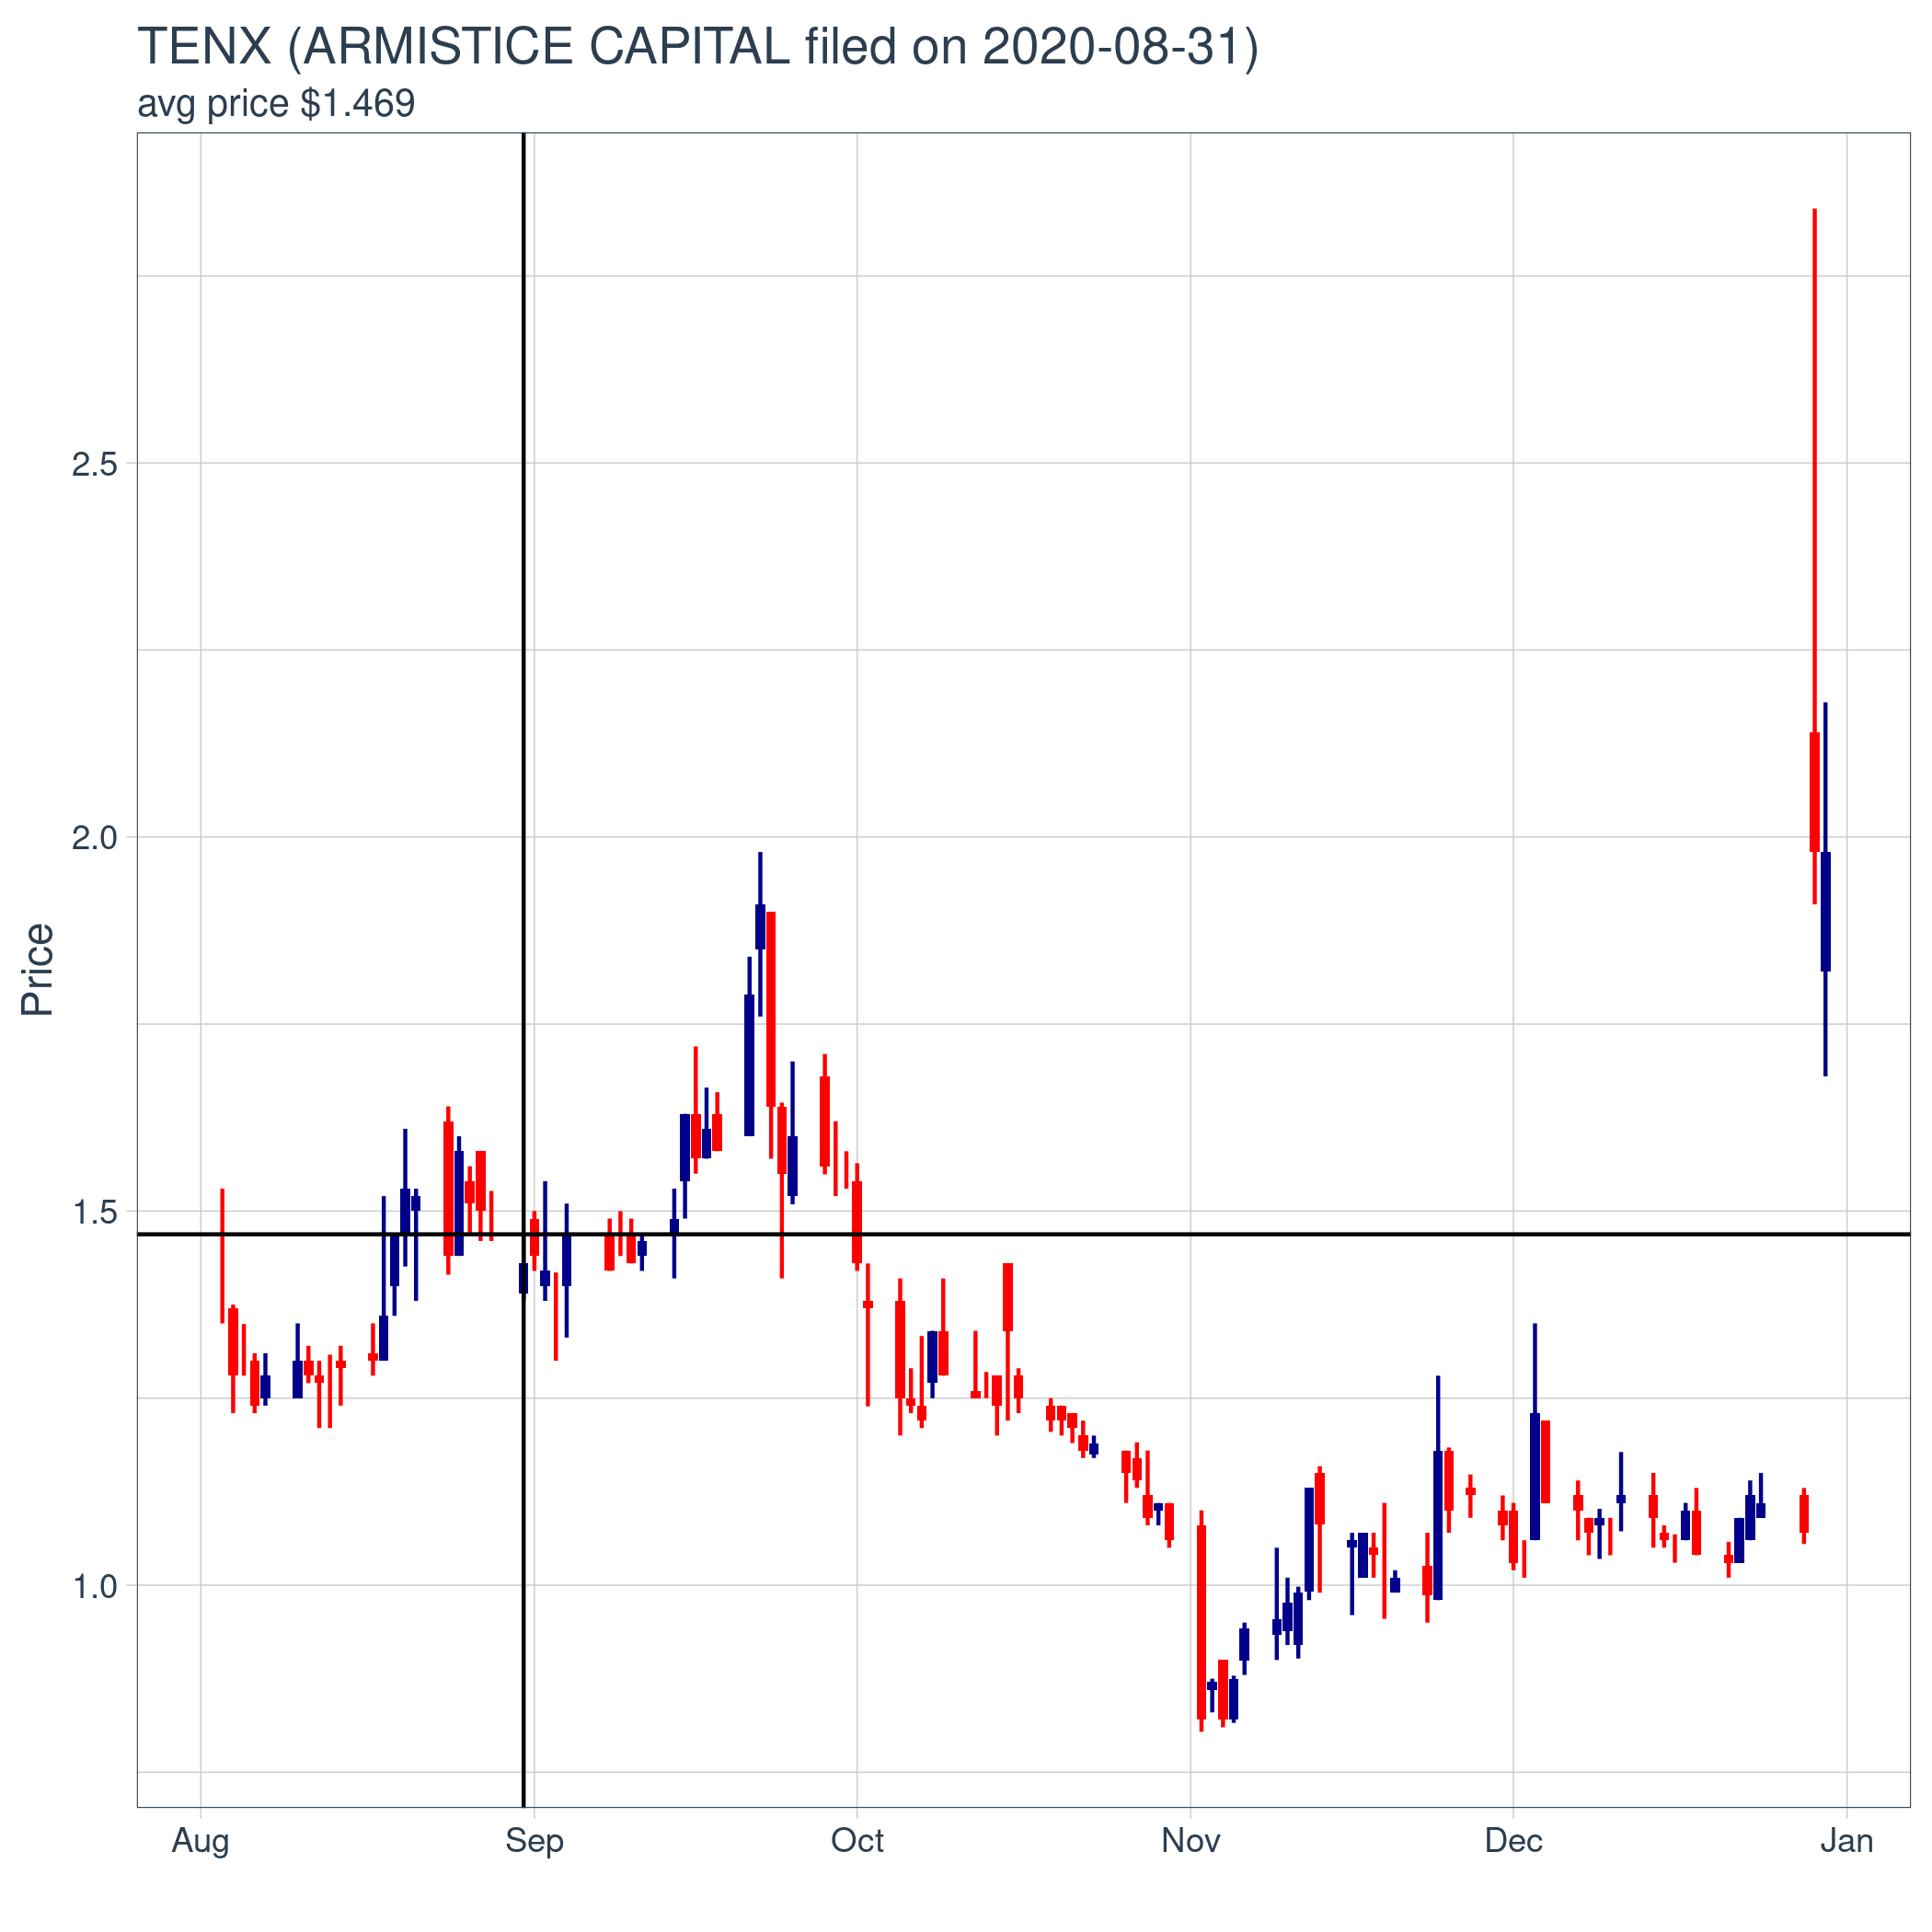 TENX (ARMISTICE CAPITAL filed on 2020-08-31)
avg price $1.469
Price
2.5
2.0
1.5
1.0
Aug Sep Oct Nov Dec Jan